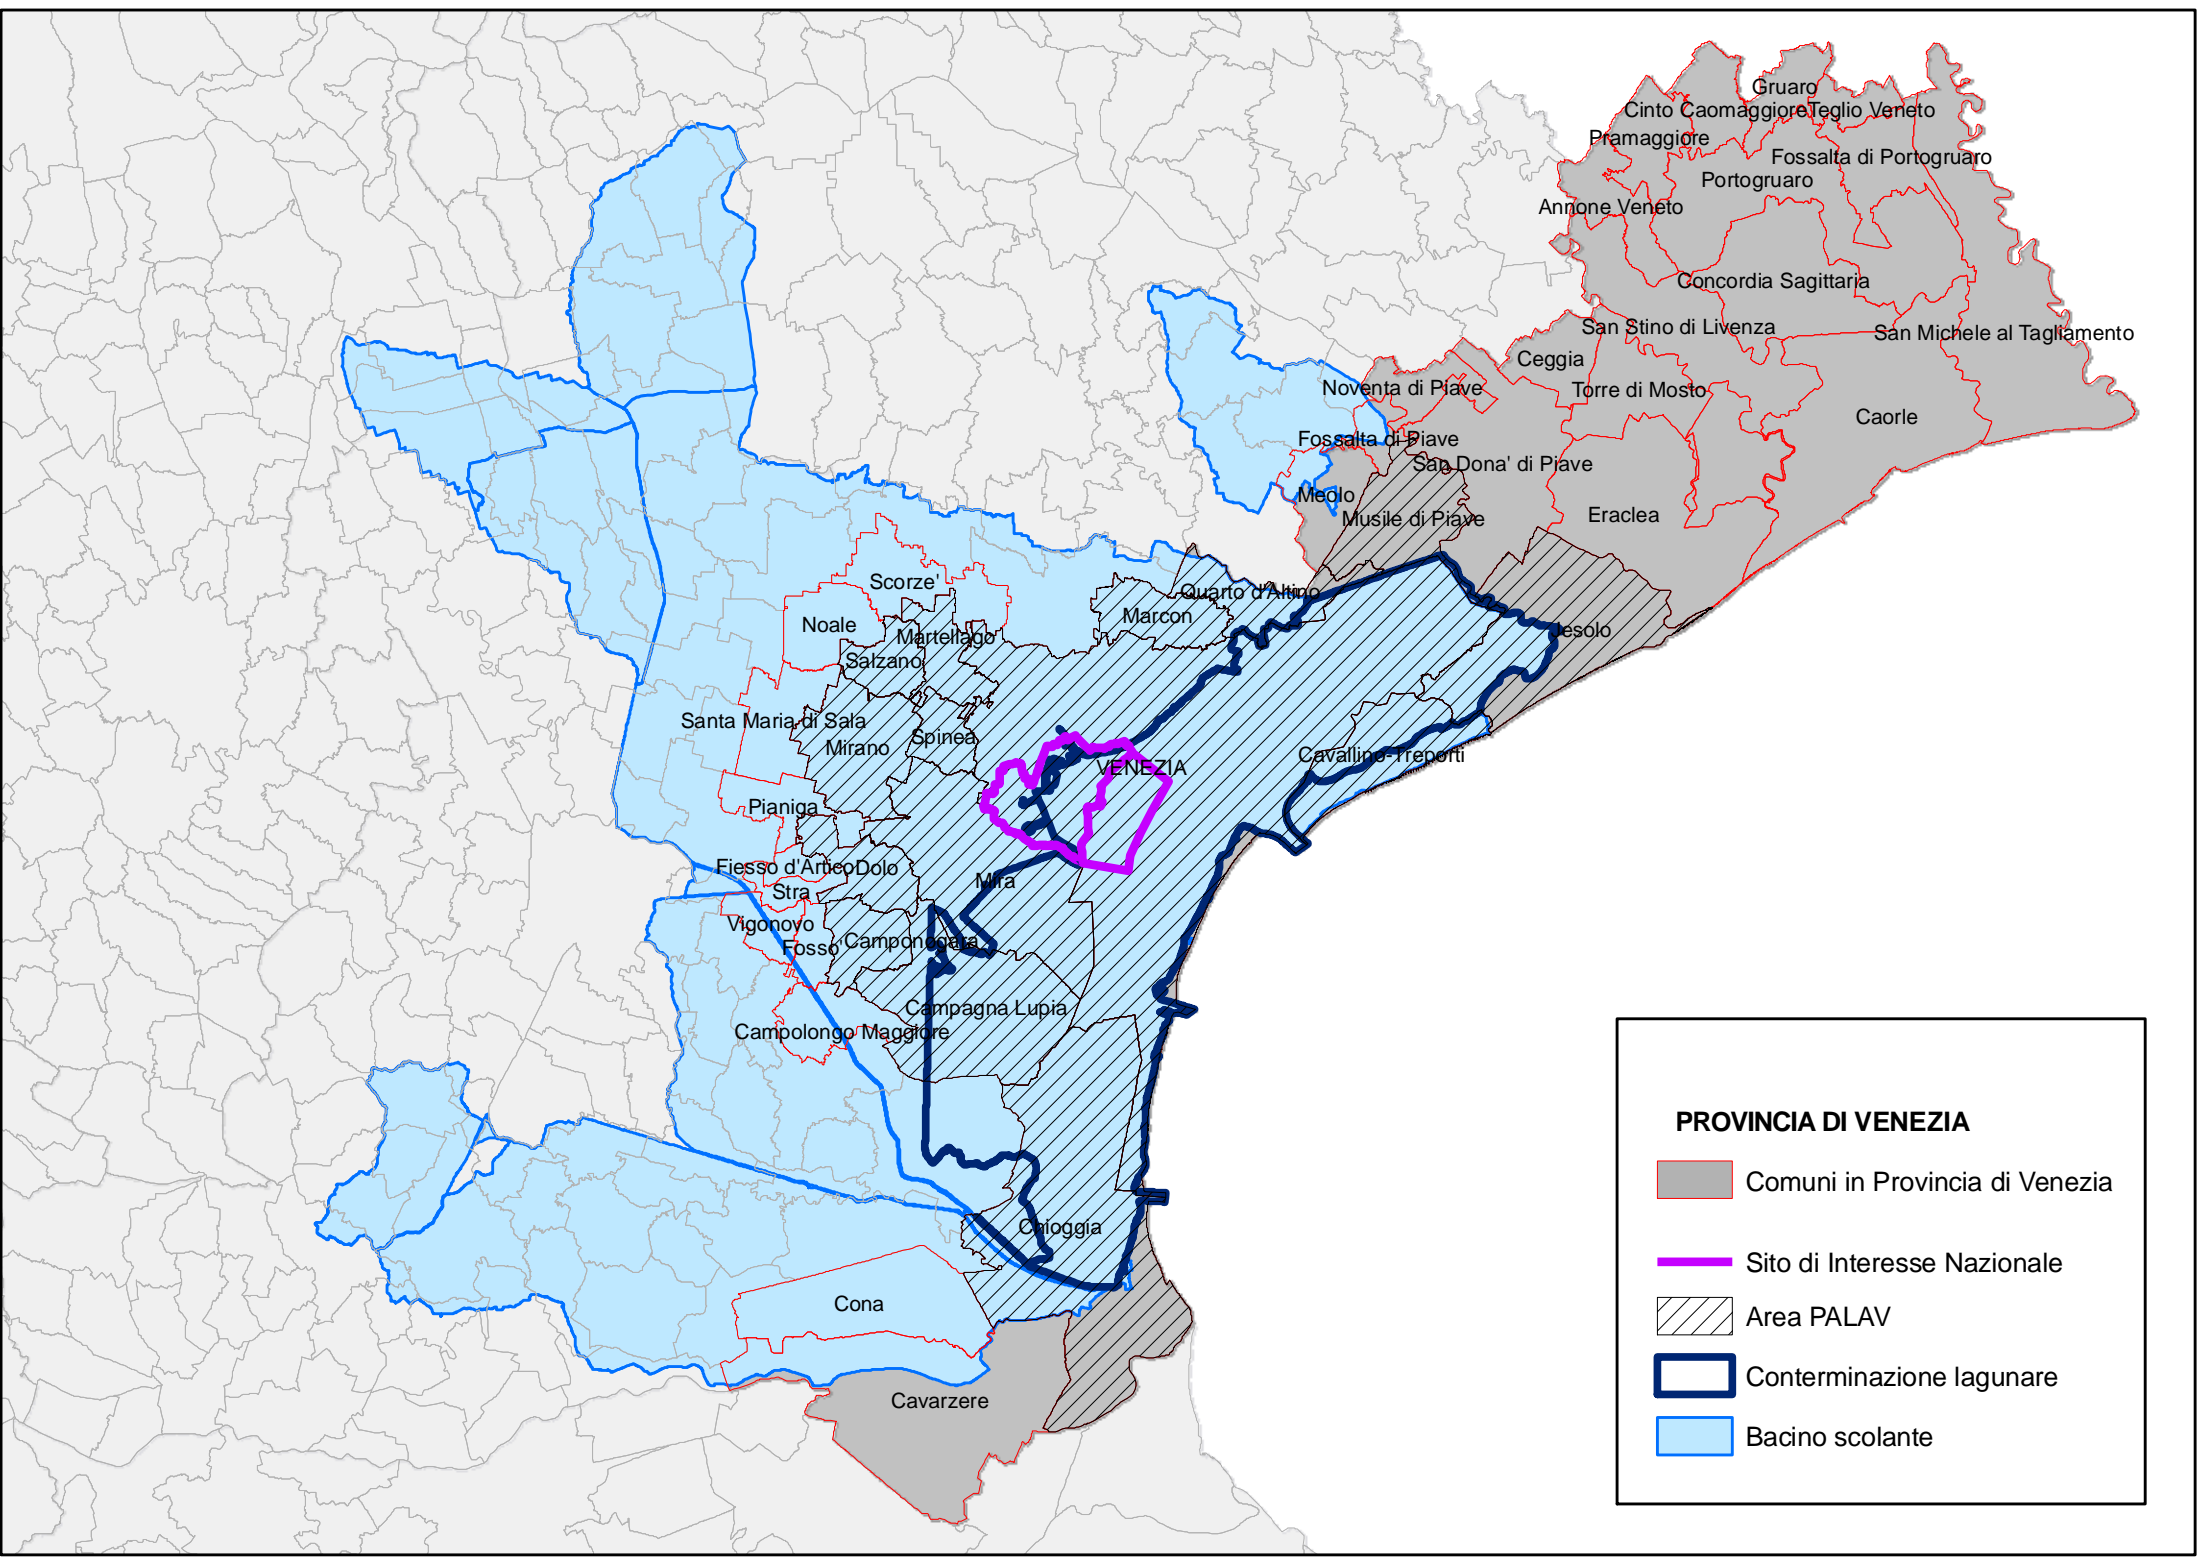 Gruaro
Cinto Caomaggiore
Teglio Veneto
Pramaggiore
Fossalta di Portogruaro
Portogruaro
Annone Veneto
Concordia Sagittaria
San Stino di Livenza
San Michele al Tagliamento
Ceggia
Noventa di Piave
Torre di Mosto
Caorle
Fossalta di Piave
San Dona' di Piave
Meolo
Musile di Piave
Eraclea
Scorze'
Quarto d'Altino
Marcon
Noale
Martellago
Jesolo
Salzano
Santa Maria di Sala
Mirano
Spinea
Cavallino-Treporti
VENEZIA
Pianiga
Fiesso d'Artico
Dolo
Mira
Stra
Vigonovo
Fosso'
Camponogara
Campagna Lupia
Campolongo Maggiore
Chioggia
Cona
Cavarzere
PROVINCIA DI VENEZIA
Comuni in Provincia di Venezia
Sito di Interesse Nazionale
Area PALAV
Conterminazione lagunare
Bacino scolante